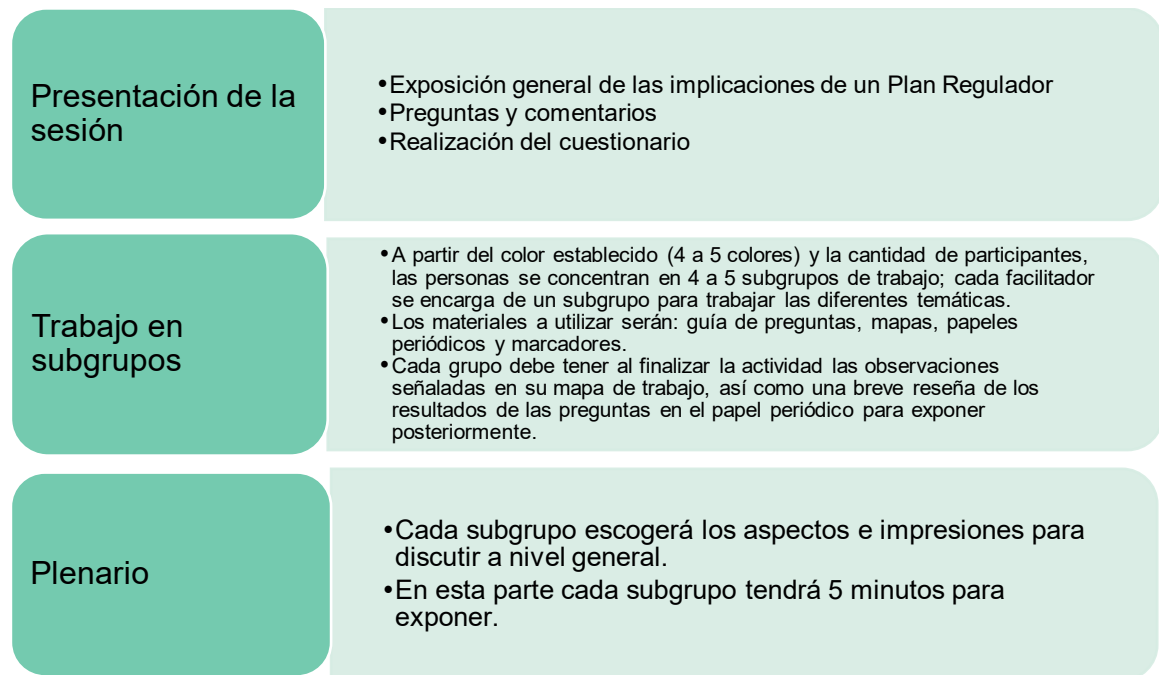 Presentación de la
sesión
•Exposición general de las implicaciones de un Plan Regulador
•Preguntas y comentarios
•Realización del cuestionario
Trabajo en
subgrupos
•A partir del color establecido (4 a 5 colores) y la cantidad de participantes,
las personas se concentran en 4 a 5 subgrupos de trabajo; cada facilitador
se encarga de un subgrupo para trabajar las diferentes temáticas.
•Los materiales a utilizar serán: guía de preguntas, mapas, papeles
periódicos y marcadores.
•Cada grupo debe tener al finalizar la actividad las observaciones
señaladas en su mapa de trabajo, así como una breve reseña de los
resultados de las preguntas en el papel periódico para exponer
posteriormente.
Plenario
•Cada subgrupo escogerá los aspectos e impresiones para
discutir a nivel general.
•En esta parte cada subgrupo tendrá 5 minutos para
exponer.